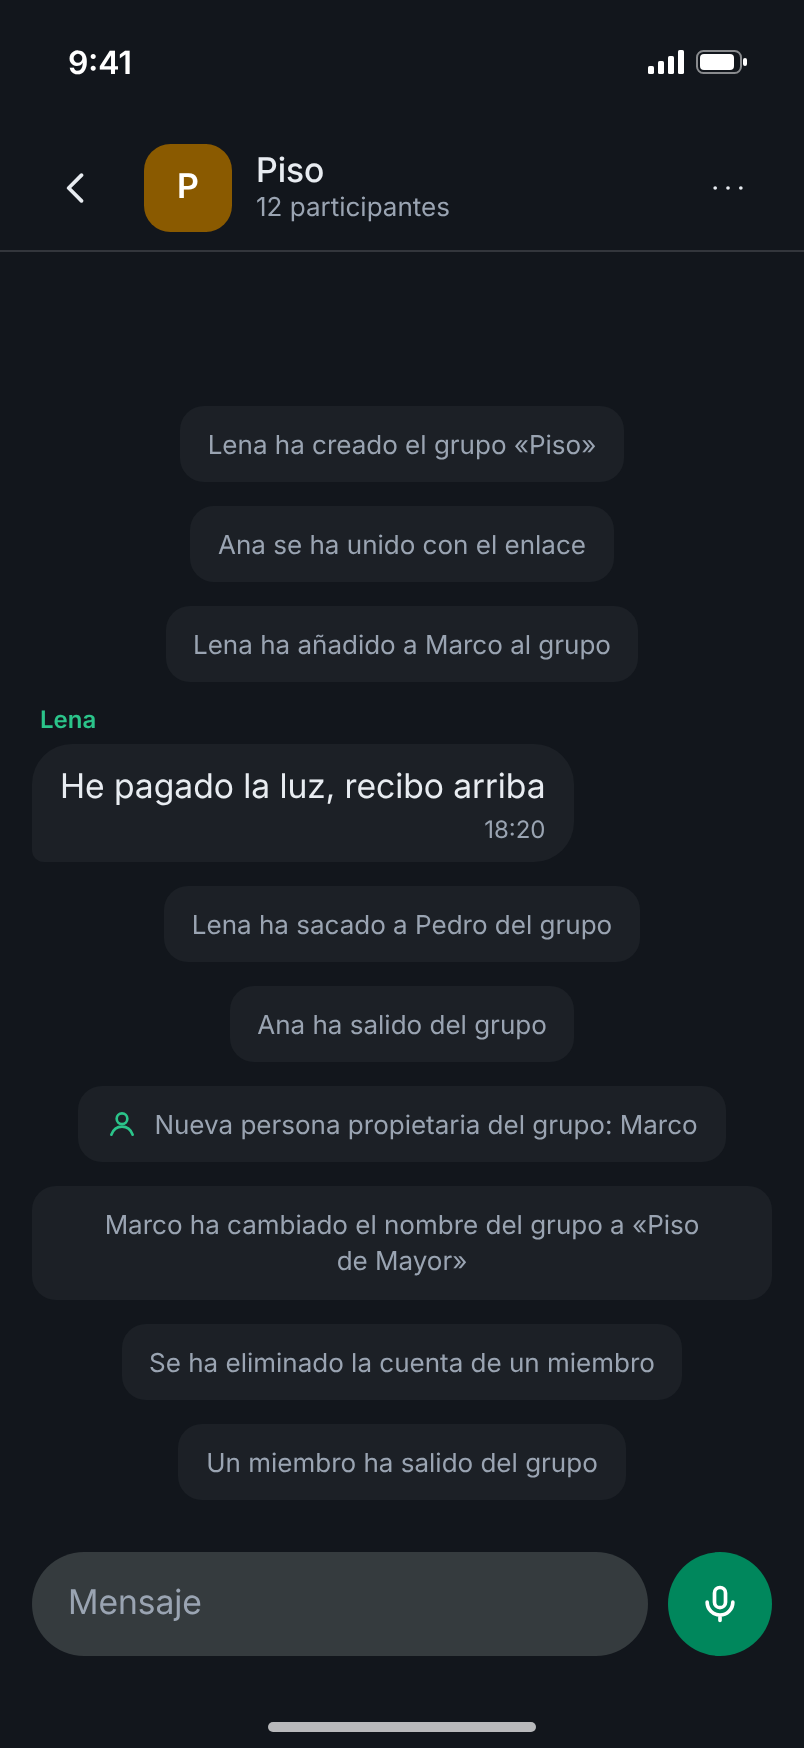 9:41
P
Piso
12 participantes
Lena ha creado el grupo «Piso»
Ana se ha unido con el enlace
Lena ha añadido a Marco al grupo
Lena
He pagado la luz, recibo arriba
18:20
Lena ha sacado a Pedro del grupo
Ana ha salido del grupo
Nueva persona propietaria del grupo: Marco
Marco ha cambiado el nombre del grupo a «Piso
de Mayor»
Se ha eliminado la cuenta de un miembro
Un miembro ha salido del grupo
Mensaje